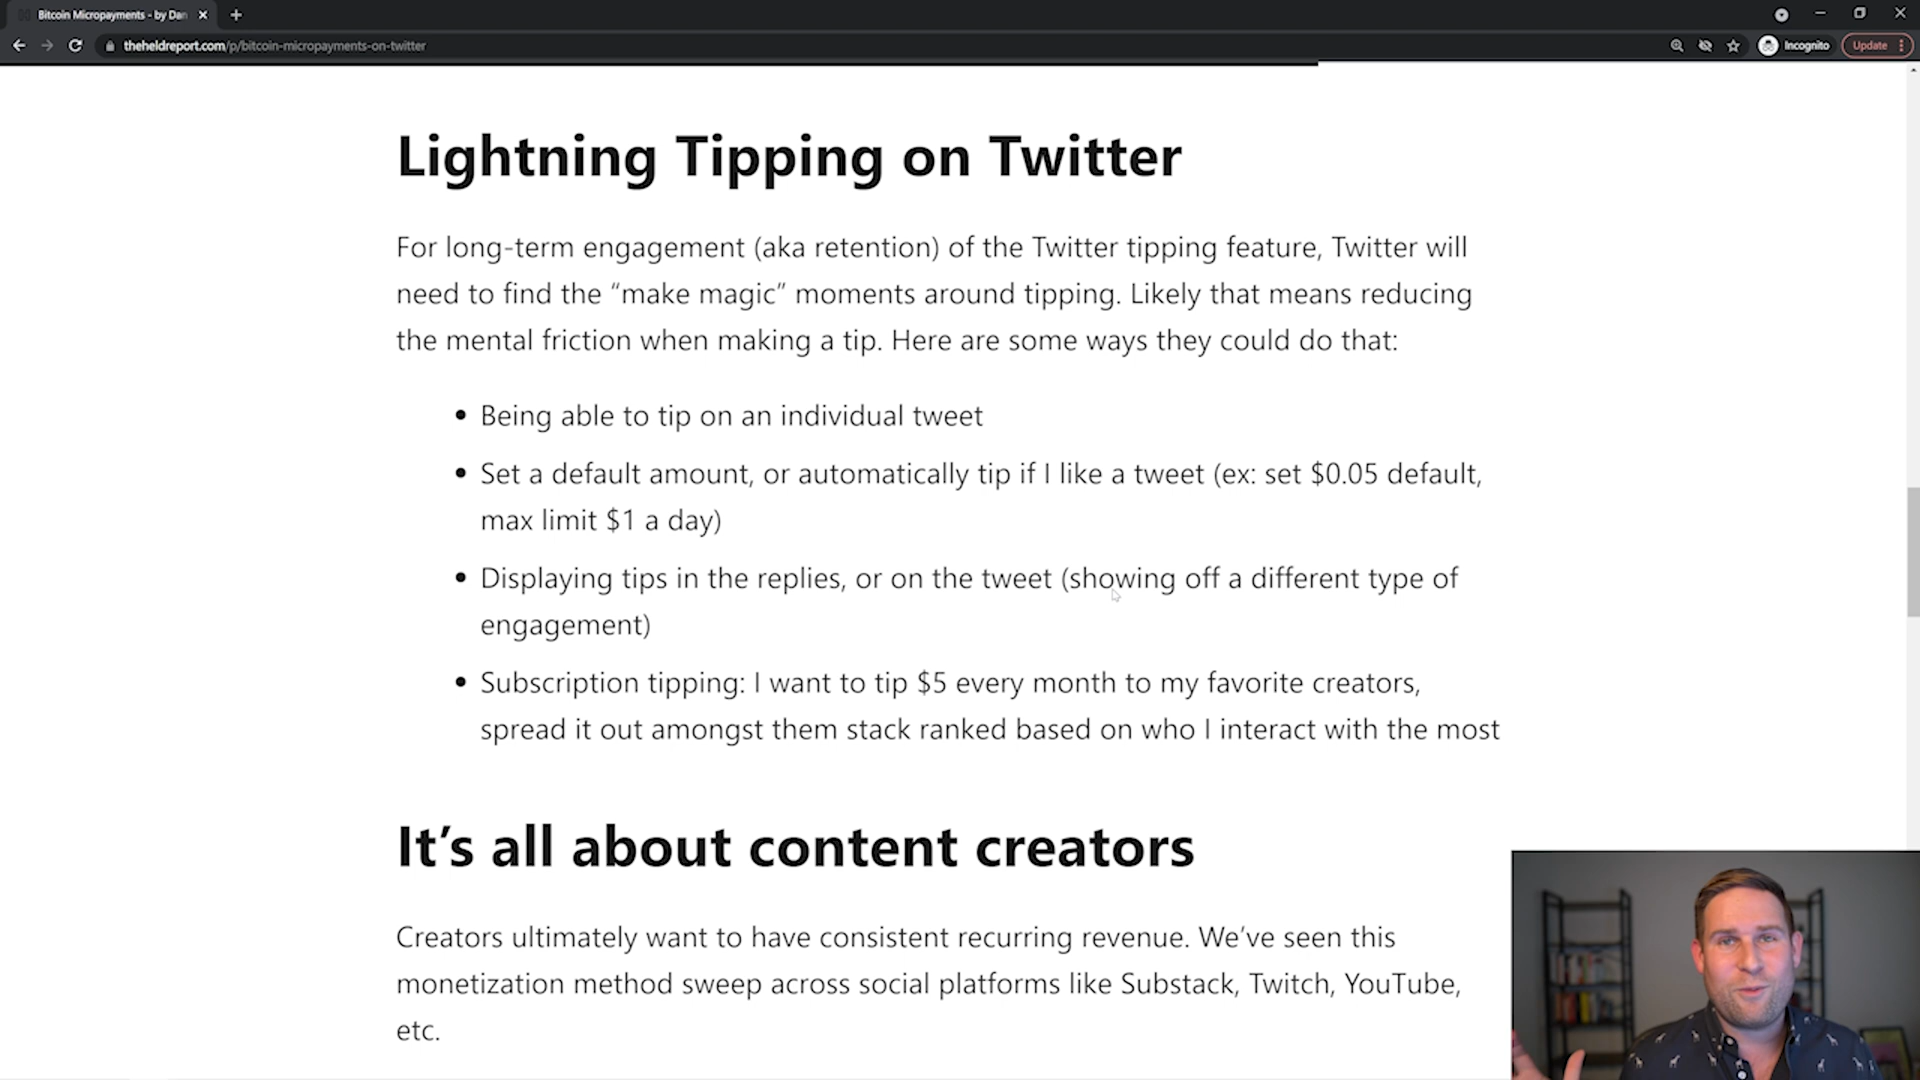 Bitcoin Micropayments - by Dan
theheldreport.com/p/bitcoin-micropayments-on-twitter
Incognito
Update
Lightning Tipping on Twitter
For long-term engagement (aka retention) of the Twitter tipping feature, Twitter will
need to find the “make magic” moments around tipping. Likely that means reducing
the mental friction when making a tip. Here are some ways they could do that:
• Being able to tip on an individual tweet
• Set a default amount, or automatically tip if I like a tweet (ex: set $0.05 default,
max limit $1 a day)
• Displaying tips in the replies, or on the tweet (showing off a different type of
engagement)
• Subscription tipping: I want to tip $5 every month to my favorite creators,
spread it out amongst them stack ranked based on who I interact with the most
It’s all about content creators
Creators ultimately want to have consistent recurring revenue. We’ve seen this
monetization method sweep across social platforms like Substack, Twitch, YouTube,
etc.